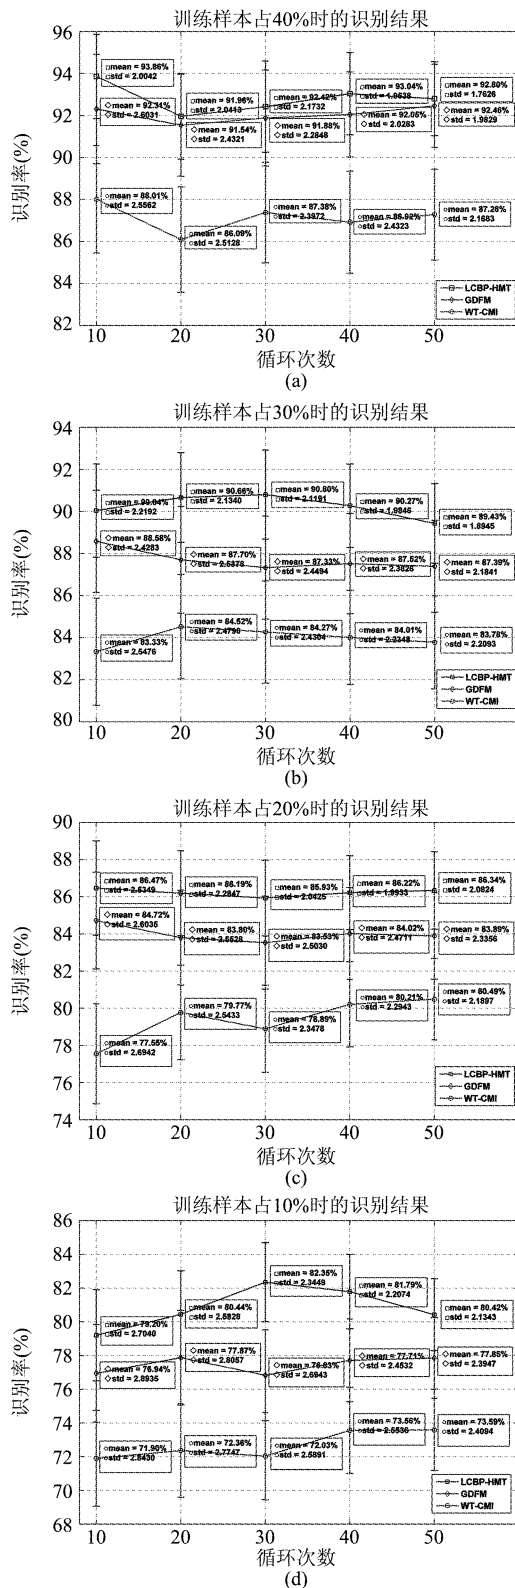 训练样本占40%时的识别结果
96
94
92
90
88
86
84
82
识别率(%)
mean = 93.86%
std = 2.0042
mean = 91.96%
std = 2.0413
mean = 92.42%
std = 2.1732
mean = 93.04%
std = 1.9638
mean = 92.80%
std = 1.7626
mean = 92.31%
std = 2.6031
mean = 91.54%
std = 2.4321
mean = 91.88%
std = 2.2848
mean = 92.05%
std = 2.0283
mean = 92.46%
std = 1.9829
mean = 88.01%
std = 2.5562
mean = 86.09%
std = 2.5128
mean = 87.38%
std = 2.3972
mean = 86.92%
std = 2.4323
mean = 87.28%
std = 2.1683
LCBP-HMT
GDFM
WT-CMI
10 20 30 40 50
循环次数
(a)
训练样本占30%时的识别结果
94
92
90
88
86
84
82
80
识别率(%)
mean = 90.04%
std = 2.2192
mean = 90.66%
std = 2.1340
mean = 90.80%
std = 2.1191
mean = 90.27%
std = 1.9846
mean = 89.43%
std = 1.8945
mean = 88.58%
std = 2.4283
mean = 87.70%
std = 2.5378
mean = 87.33%
std = 2.4494
mean = 87.52%
std = 2.3826
mean = 87.39%
std = 2.1841
mean = 83.33%
std = 2.5476
mean = 84.52%
std = 2.4790
mean = 84.27%
std = 2.4304
mean = 84.01%
std = 2.2348
mean = 83.78%
std = 2.2093
LCBP-HMT
GDFM
WT-CMI
10 20 30 40 50
循环次数
(b)
训练样本占20%时的识别结果
90
88
86
84
82
80
78
76
74
识别率(%)
mean = 86.47%
std = 2.5349
mean = 86.19%
std = 2.2847
mean = 85.93%
std = 2.0425
mean = 86.22%
std = 1.9933
mean = 86.34%
std = 2.0824
mean = 84.72%
std = 2.6035
mean = 83.80%
std = 2.5528
mean = 83.53%
std = 2.5030
mean = 84.02%
std = 2.4711
mean = 83.89%
std = 2.3356
mean = 77.55%
std = 2.6942
mean = 79.77%
std = 2.5433
mean = 78.89%
std = 2.3478
mean = 80.21%
std = 2.2943
mean = 80.49%
std = 2.1897
LCBP-HMT
GDFM
WT-CMI
10 20 30 40 50
循环次数
(c)
训练样本占10%时的识别结果
86
84
82
80
78
76
74
72
70
68
识别率(%)
mean = 79.20%
std = 2.7040
mean = 80.44%
std = 2.5828
mean = 82.35%
std = 2.3449
mean = 81.79%
std = 2.2074
mean = 80.42%
std = 2.1343
mean = 76.94%
std = 2.8935
mean = 77.87%
std = 2.8057
mean = 76.83%
std = 2.6943
mean = 77.71%
std = 2.4532
mean = 77.85%
std = 2.3947
mean = 71.90%
std = 2.8430
mean = 72.36%
std = 2.7747
mean = 72.03%
std = 2.5891
mean = 73.56%
std = 2.5536
mean = 73.59%
std = 2.4094
LCBP-HMT
GDFM
WT-CMI
10 20 30 40 50
循环次数
(d)